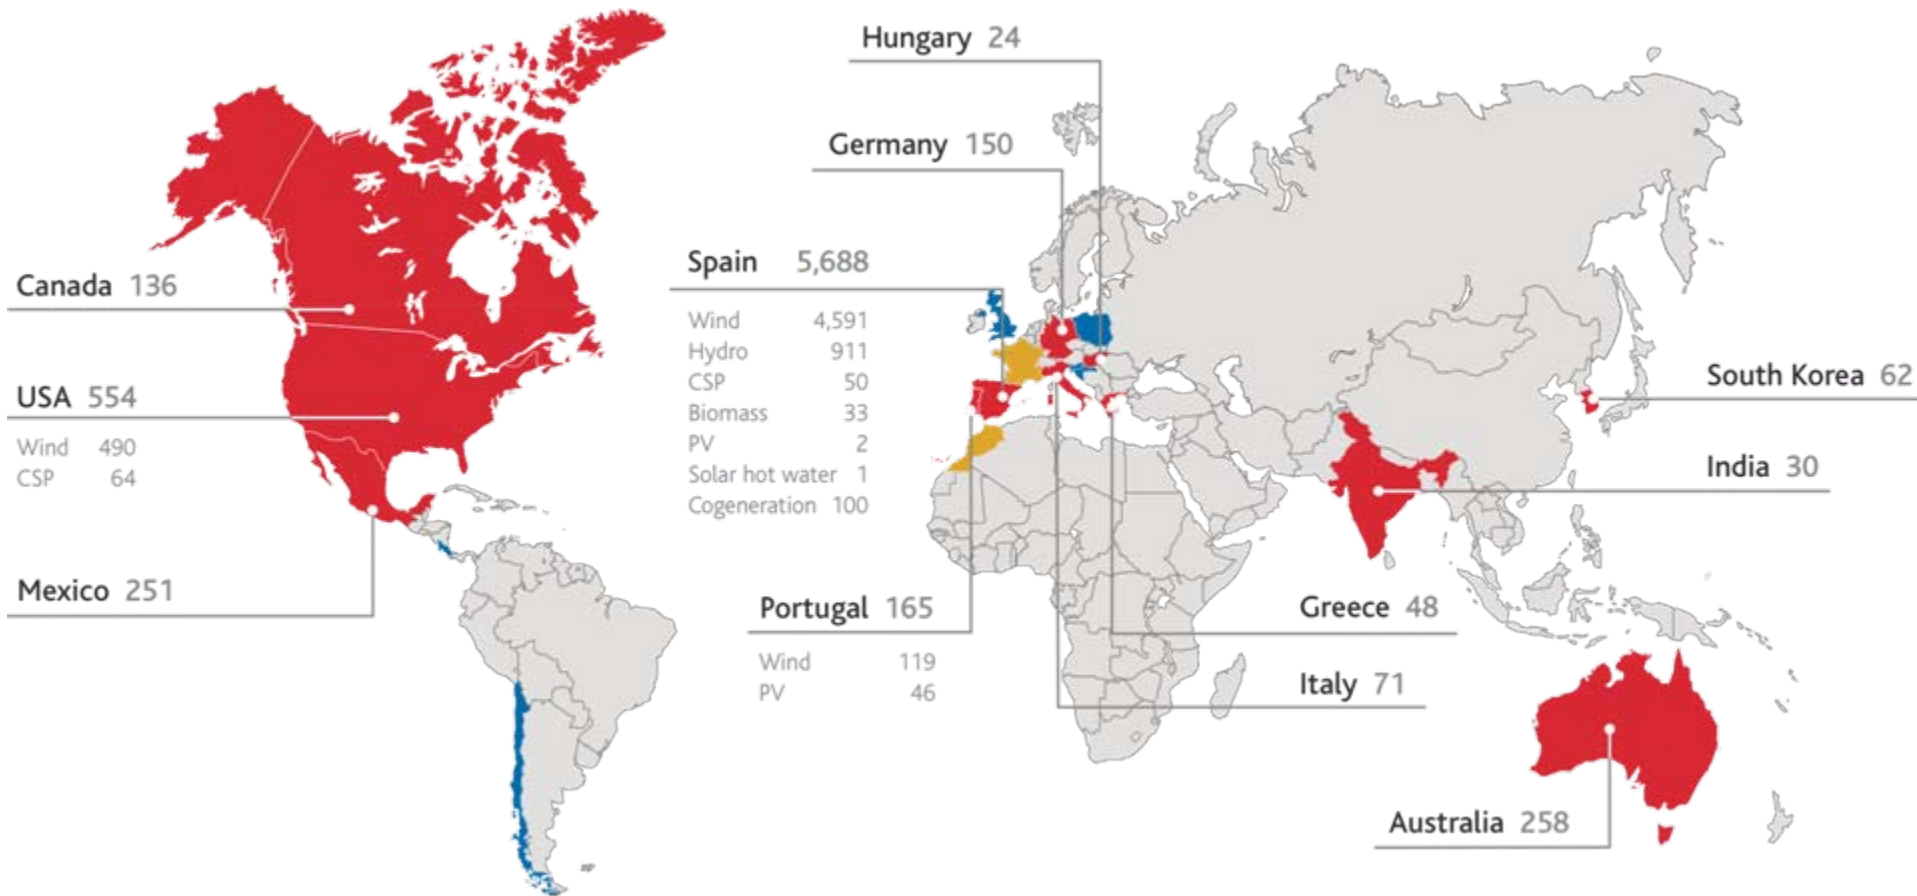 Hungary 24
Germany 150
Canada 136
USA 554
Wind 490
CSP 64
Mexico 251
Spain 5,688
Wind 4,591
Hydro 911
CSP 50
Biomass 33
PV 2
Solar hot water 1
Cogeneration 100
Portugal 165
Wind 119
PV 46
South Korea 62
India 30
Greece 48
Italy 71
Australia 258